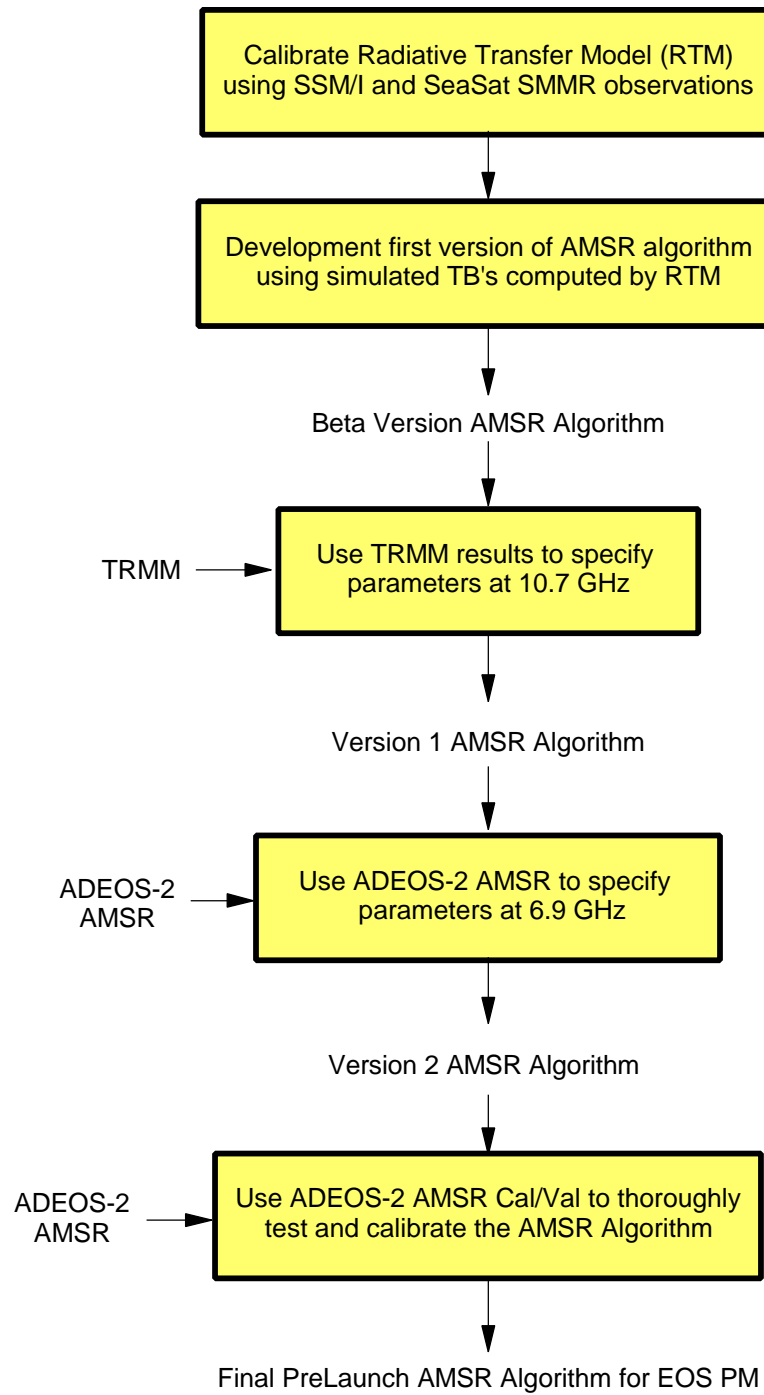 Calibrate Radiative Transfer Model (RTM)
using SSM/I and SeaSat SMMR observations
Development first version of AMSR algorithm
using simulated TB's computed by RTM
Beta Version AMSR Algorithm
TRMM
Use TRMM results to specify
parameters at 10.7 GHz
Version 1 AMSR Algorithm
ADEOS-2
AMSR
Use ADEOS-2 AMSR to specify
parameters at 6.9 GHz
Version 2 AMSR Algorithm
ADEOS-2
AMSR
Use ADEOS-2 AMSR Cal/Val to thoroughly
test and calibrate the AMSR Algorithm
Final PreLaunch AMSR Algorithm for EOS PM